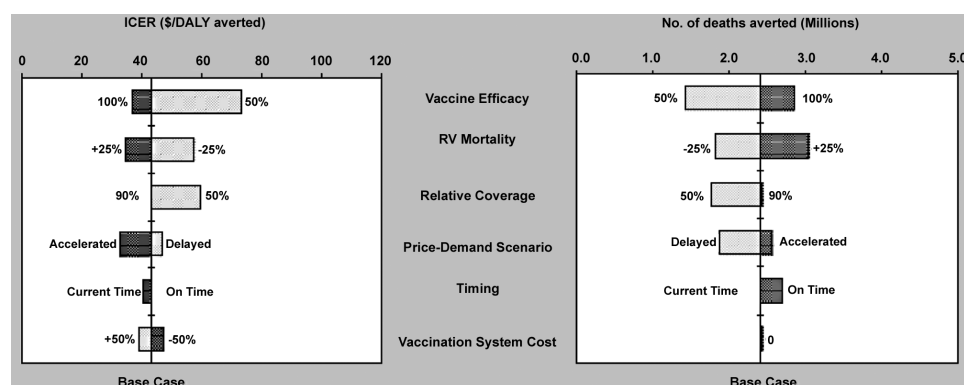 ICER ($/DALY averted)
No. of deaths averted (Millions)
0 20 40 60 80 100 120
0.0 1.0 2.0 3.0 4.0 5.0
100% 50% Vaccine Efficacy 50% 100%
+25% -25% RV Mortality -25% +25%
90% 50% Relative Coverage 50% 90%
Accelerated Delayed Price-Demand Scenario Delayed Accelerated
Current Time On Time Timing Current Time On Time
+50% -50% Vaccination System Cost 0
Base Case Base Case